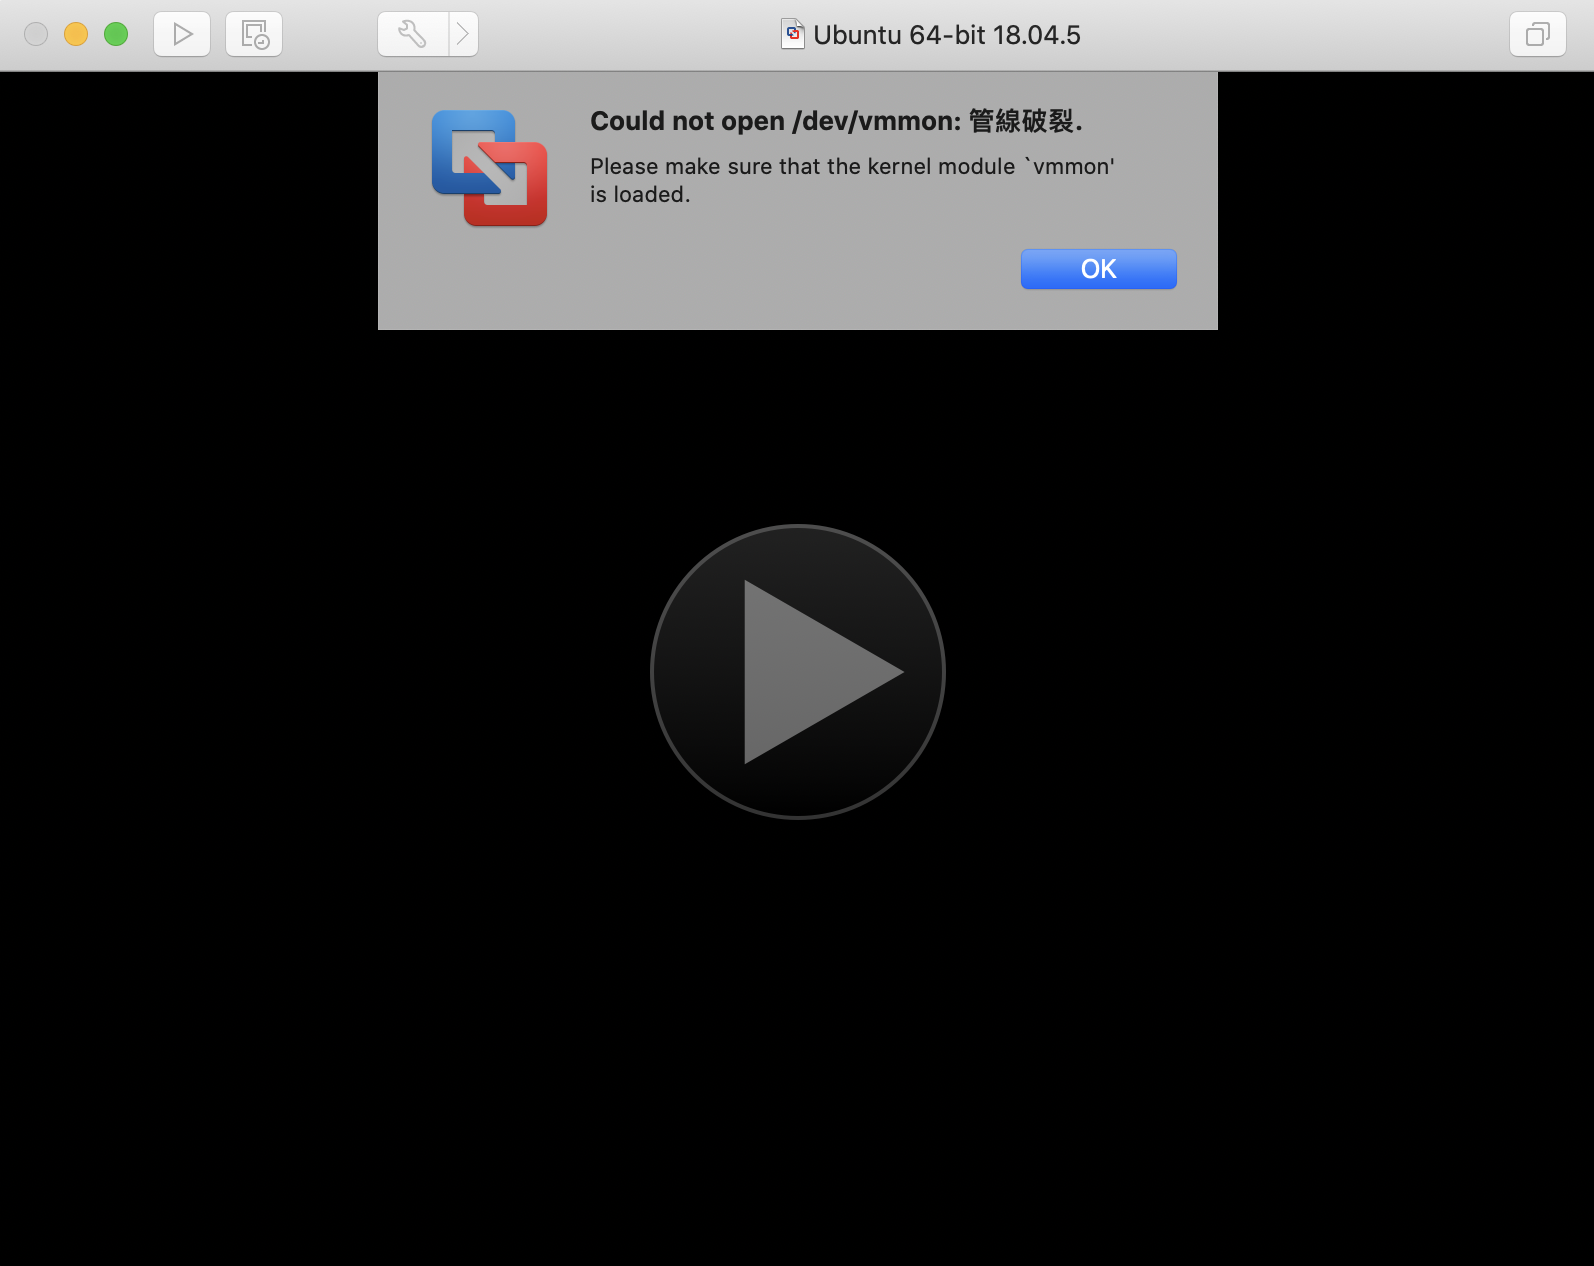 Ubuntu 64-bit 18.04.5
Could not open /dev/vmmon: 管線破裂.
Please make sure that the kernel module `vmmon'
is loaded.
OK